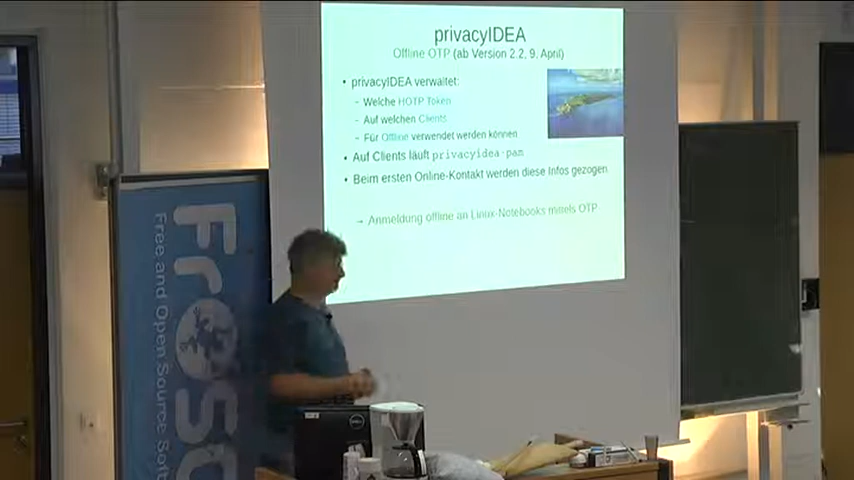 privacyIDEA
Offline OTP (ab Version 2.2, 9. April)
• privacyIDEA verwaltet:
- Welche HOTP Token
- Auf welchen Clients
- Für Offline verwendet werden können
• Auf Clients läuft privacyidea-pam
• Beim ersten Online-Kontakt werden diese Infos gezogen.
→ Anmeldung offline an Linux-Notebooks mittels OTP
FrOSC
Free and Open Source Soft
DELL